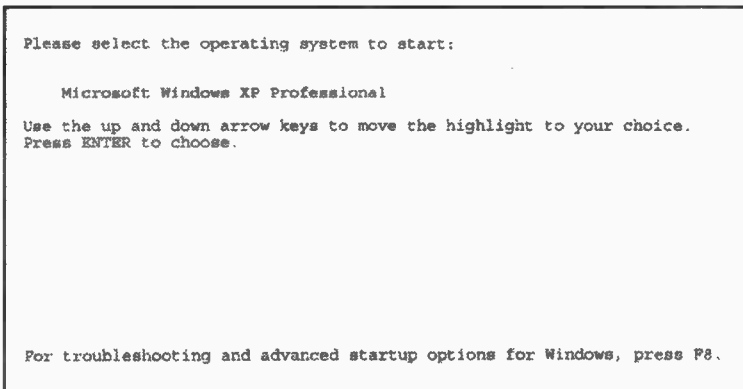 Please select the operating system to start:
Microsoft Windows XP Professional
Use the up and down arrow keys to move the highlight to your choice.
Press ENTER to choose.
For troubleshooting and advanced startup options for Windows, press F8.